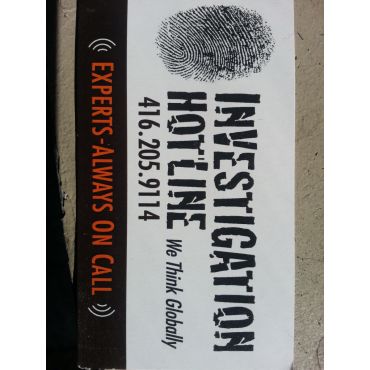 INVESTIGATION
HOTLINE We Think Globally
416.205.9114
EXPERTS-ALWAYS ON CALL